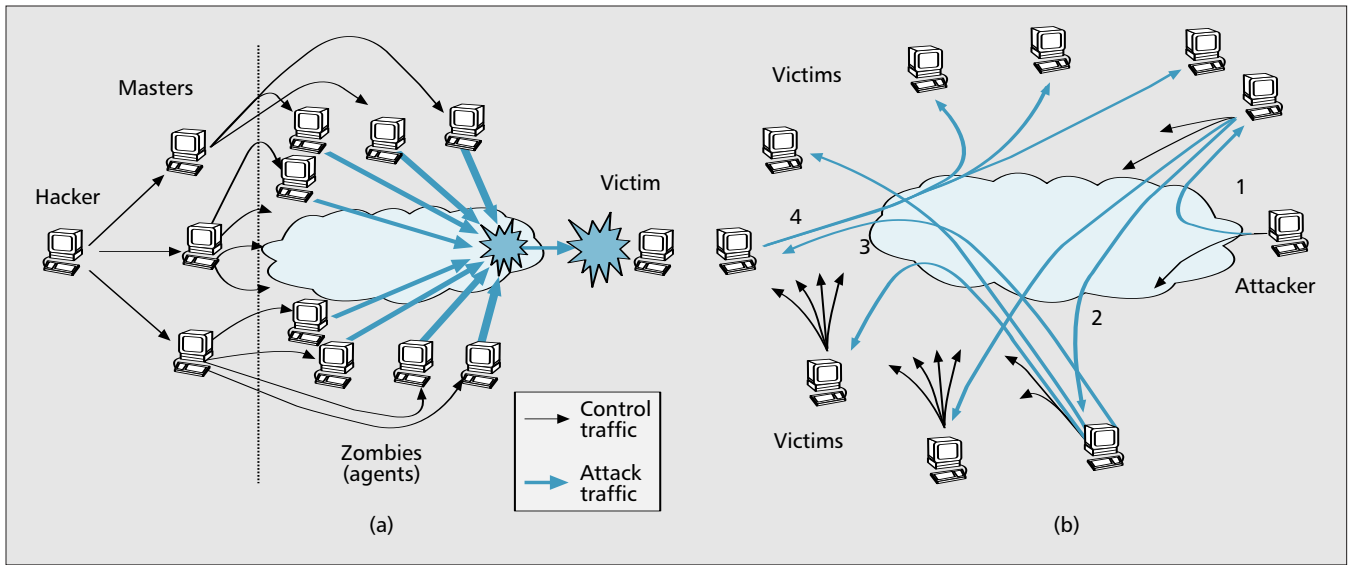 Masters
Hacker
Victim
Zombies
(agents)
Control
traffic
Attack
traffic
(a)
Victims
1
4
3
Attacker
2
Victims
(b)